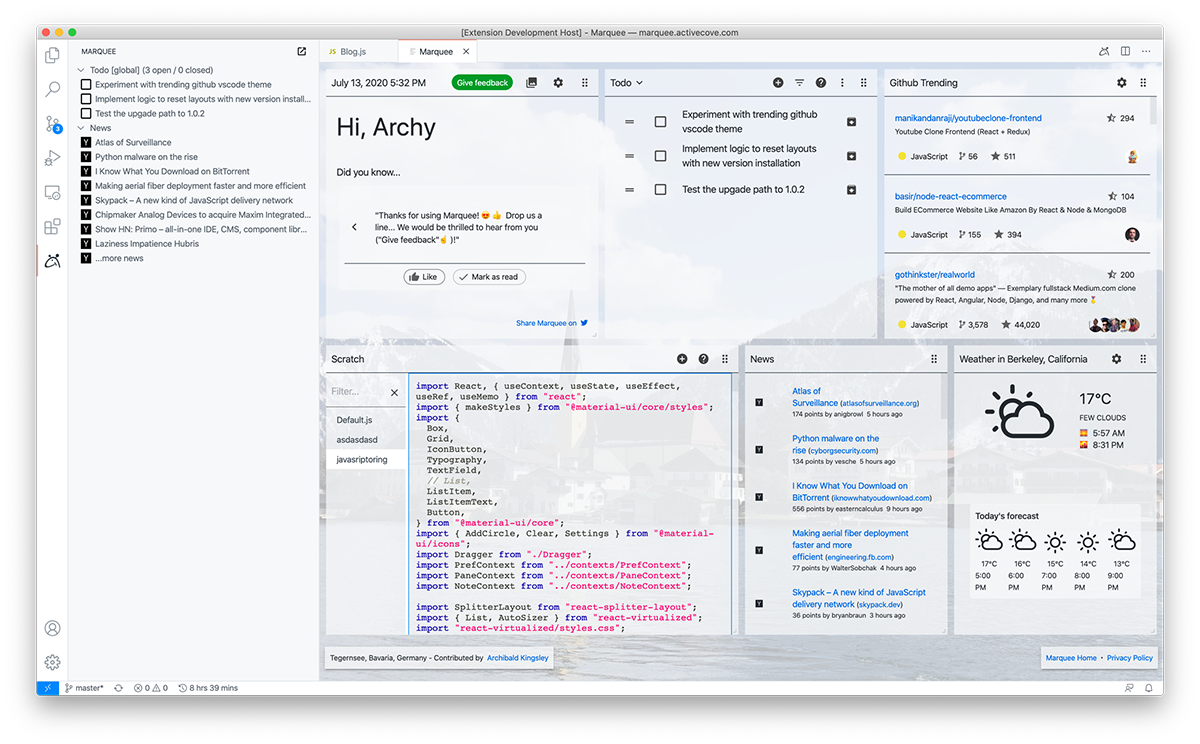 [Extension Development Host] - Marquee — marquee.activecove.com
MARQUEE
Todo [global] (3 open / 0 closed)
Experiment with trending github vscode theme
Implement logic to reset layouts with new version install...
Test the upgade path to 1.0.2
News
Y Atlas of Surveillance
Y Python malware on the rise
Y I Know What You Download on BitTorrent
Y Making aerial fiber deployment faster and more efficient
Y Skypack – A new kind of JavaScript delivery network
Y Chipmaker Analog Devices to acquire Maxim Integrated...
Y Show HN: Primo – all-in-one IDE, CMS, component libr...
Y Laziness Impatience Hubris
Y ...more news
3
JS Blog.js
Marquee
July 13, 2020 5:32 PM
Give feedback
Hi, Archy
Did you know...
"Thanks for using Marquee! 😍 👍 Drop us a
line... We would be thrilled to hear from you
("Give feedback"☝️ )!"
Like
Mark as read
Share Marquee on
Todo
Experiment with trending github
vscode theme
Implement logic to reset layouts
with new version installation
Test the upgade path to 1.0.2
Github Trending
manikandanraji/youtubeclone-frontend 294
Youtube Clone Frontend (React + Redux)
JavaScript 56 511
basir/node-react-ecommerce 104
Build ECommerce Website Like Amazon By React & Node & MongoDB
JavaScript 155 394
gothinkster/realworld 200
"The mother of all demo apps" — Exemplary fullstack Medium.com clone
powered by React, Angular, Node, Django, and many more 🏅
JavaScript 3,578 44,020
Scratch
Filter...
Default.js
asdasdasd
javasriptoring
import React, { useContext, useState, useEffect,
useRef, useMemo } from "react";
import { makeStyles } from "@material-ui/core/styles";
import {
Box,
Grid,
IconButton,
Typography,
TextField,
// List,
ListItem,
ListItemText,
Button,
} from "@material-ui/core";
import { AddCircle, Clear, Settings } from "@material-
ui/icons";
import Dragger from "./Dragger";
import PrefContext from "../contexts/PrefContext";
import PaneContext from "../contexts/PaneContext";
import NoteContext from "../contexts/NoteContext";
import SplitterLayout from "react-splitter-layout";
import { List, AutoSizer } from "react-virtualized";
import "react-virtualized/styles.css";
News
Atlas of
Y Surveillance (atlasofsurveillance.org)
174 points by anigbrowl 5 hours ago
Python malware on the
Y rise (cyborgsecurity.com)
134 points by vesche 5 hours ago
I Know What You Download on
Y BitTorrent (iknowwhatyoudownload.com)
556 points by easterncalculus 9 hours ago
Making aerial fiber deployment
Y faster and more
efficient (engineering.fb.com)
77 points by WalterSobchak 4 hours ago
Skypack – A new kind of JavaScript
Y delivery network (skypack.dev)
36 points by bryanbraun 3 hours ago
Weather in Berkeley, California
17°C
FEW CLOUDS
5:57 AM
8:31 PM
Today's forecast
17°C 16°C 15°C 14°C 13°C
5:00 6:00 7:00 8:00 9:00
PM PM PM PM PM
Tegernsee, Bavaria, Germany - Contributed by Archibald Kingsley
Marquee Home • Privacy Policy
master* 0 0 8 hrs 39 mins